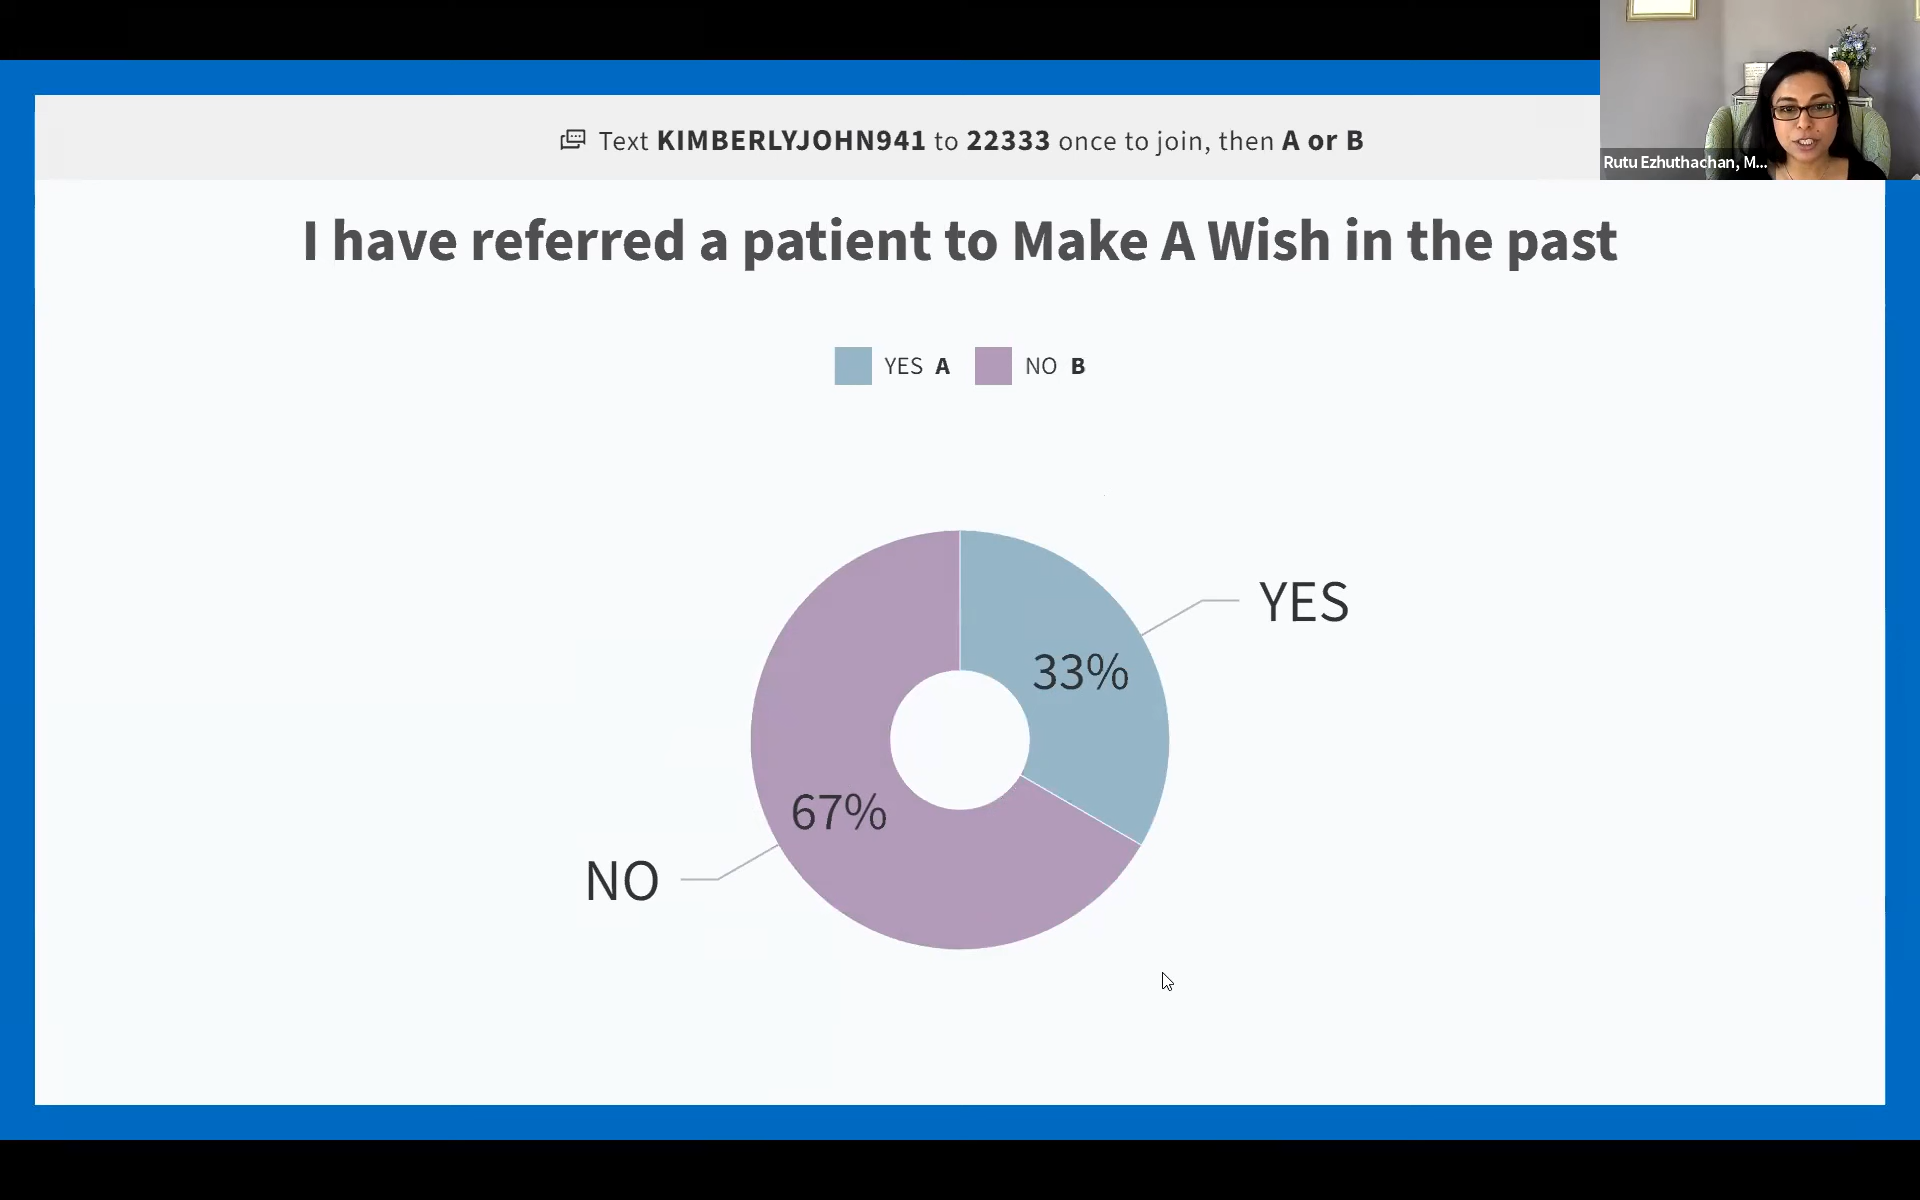 Text KIMBERLYJOHN941 to 22333 once to join, then A or B
Rutu Ezhuthachan, M...
I have referred a patient to Make A Wish in the past
YES A NO B
YES
33%
67%
NO